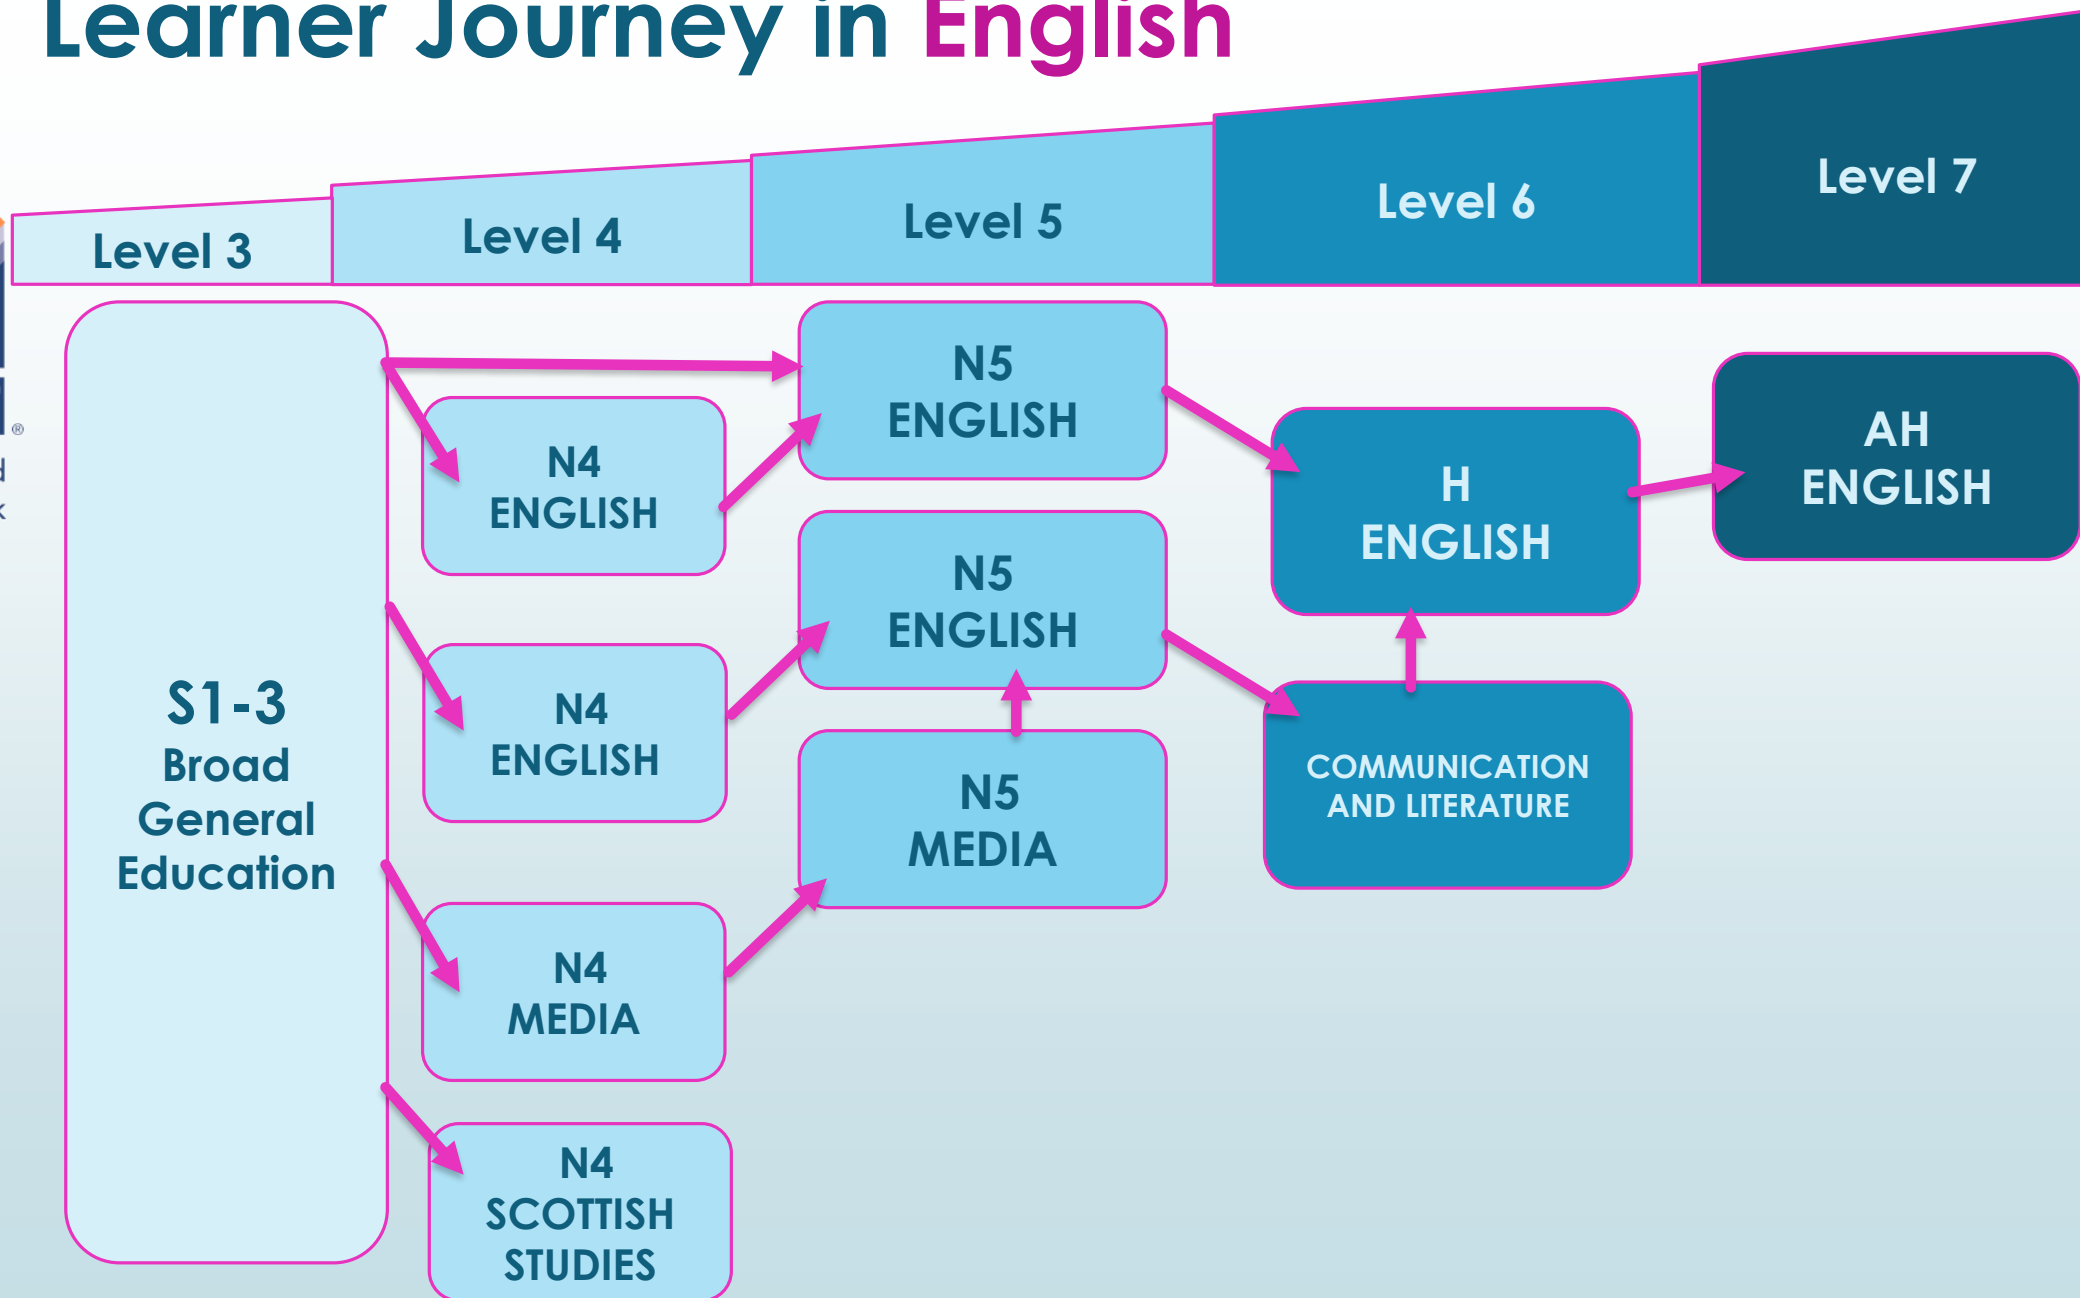 Learner Journey in English
Level 3
Level 4
Level 5
Level 6
Level 7
S1-3
Broad
General
Education
N4
ENGLISH
N4
ENGLISH
N4
MEDIA
N4
SCOTTISH
STUDIES
N5
ENGLISH
N5
ENGLISH
N5
MEDIA
H
ENGLISH
COMMUNICATION
AND LITERATURE
AH
ENGLISH
®